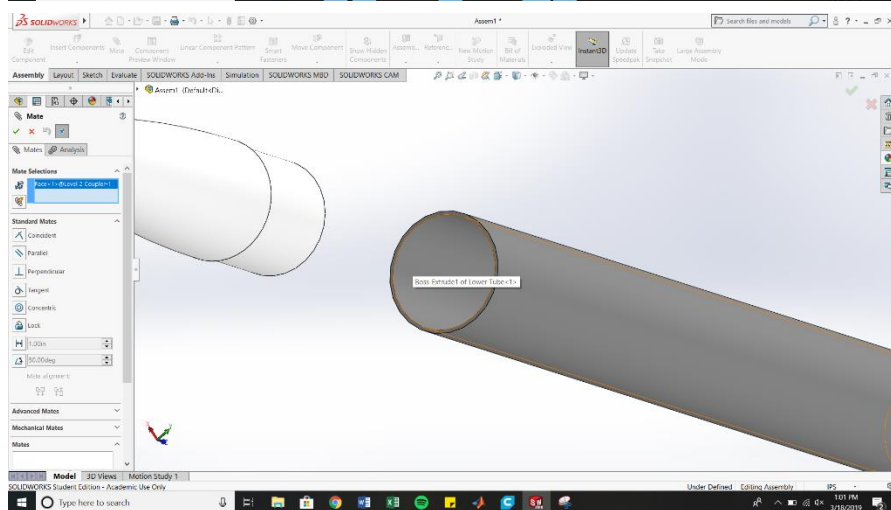 SOLIDWORKS
Assem1 *
Search files and models
Edit Component
Insert Components
Mate
Component Preview Window
Linear Component Pattern
Smart Fasteners
Move Component
Show Hidden Components
Assemb...
Referenc...
New Motion Study
Bill of Materials
Exploded View
Instant3D
Update Speedpak
Take Snapshot
Large Assembly Mode
Assembly Layout Sketch Evaluate SOLIDWORKS Add-Ins Simulation SOLIDWORKS MBD SOLIDWORKS CAM
Assem1 (Default<Di...
Mate
Mates Analysis
Mate Selections
Face<1>@Level 2 Coupler-1
Standard Mates
Coincident
Parallel
Perpendicular
Tangent
Concentric
Lock
1.00in
30.00deg
Mate alignment:
Advanced Mates
Mechanical Mates
Mates
Boss-Extrude1 of Lower Tube<1>
Model 3D Views Motion Study 1
SOLIDWORKS Student Edition - Academic Use Only
Under Defined Editing Assembly IPS
Type here to search
1:01 PM
3/18/2019